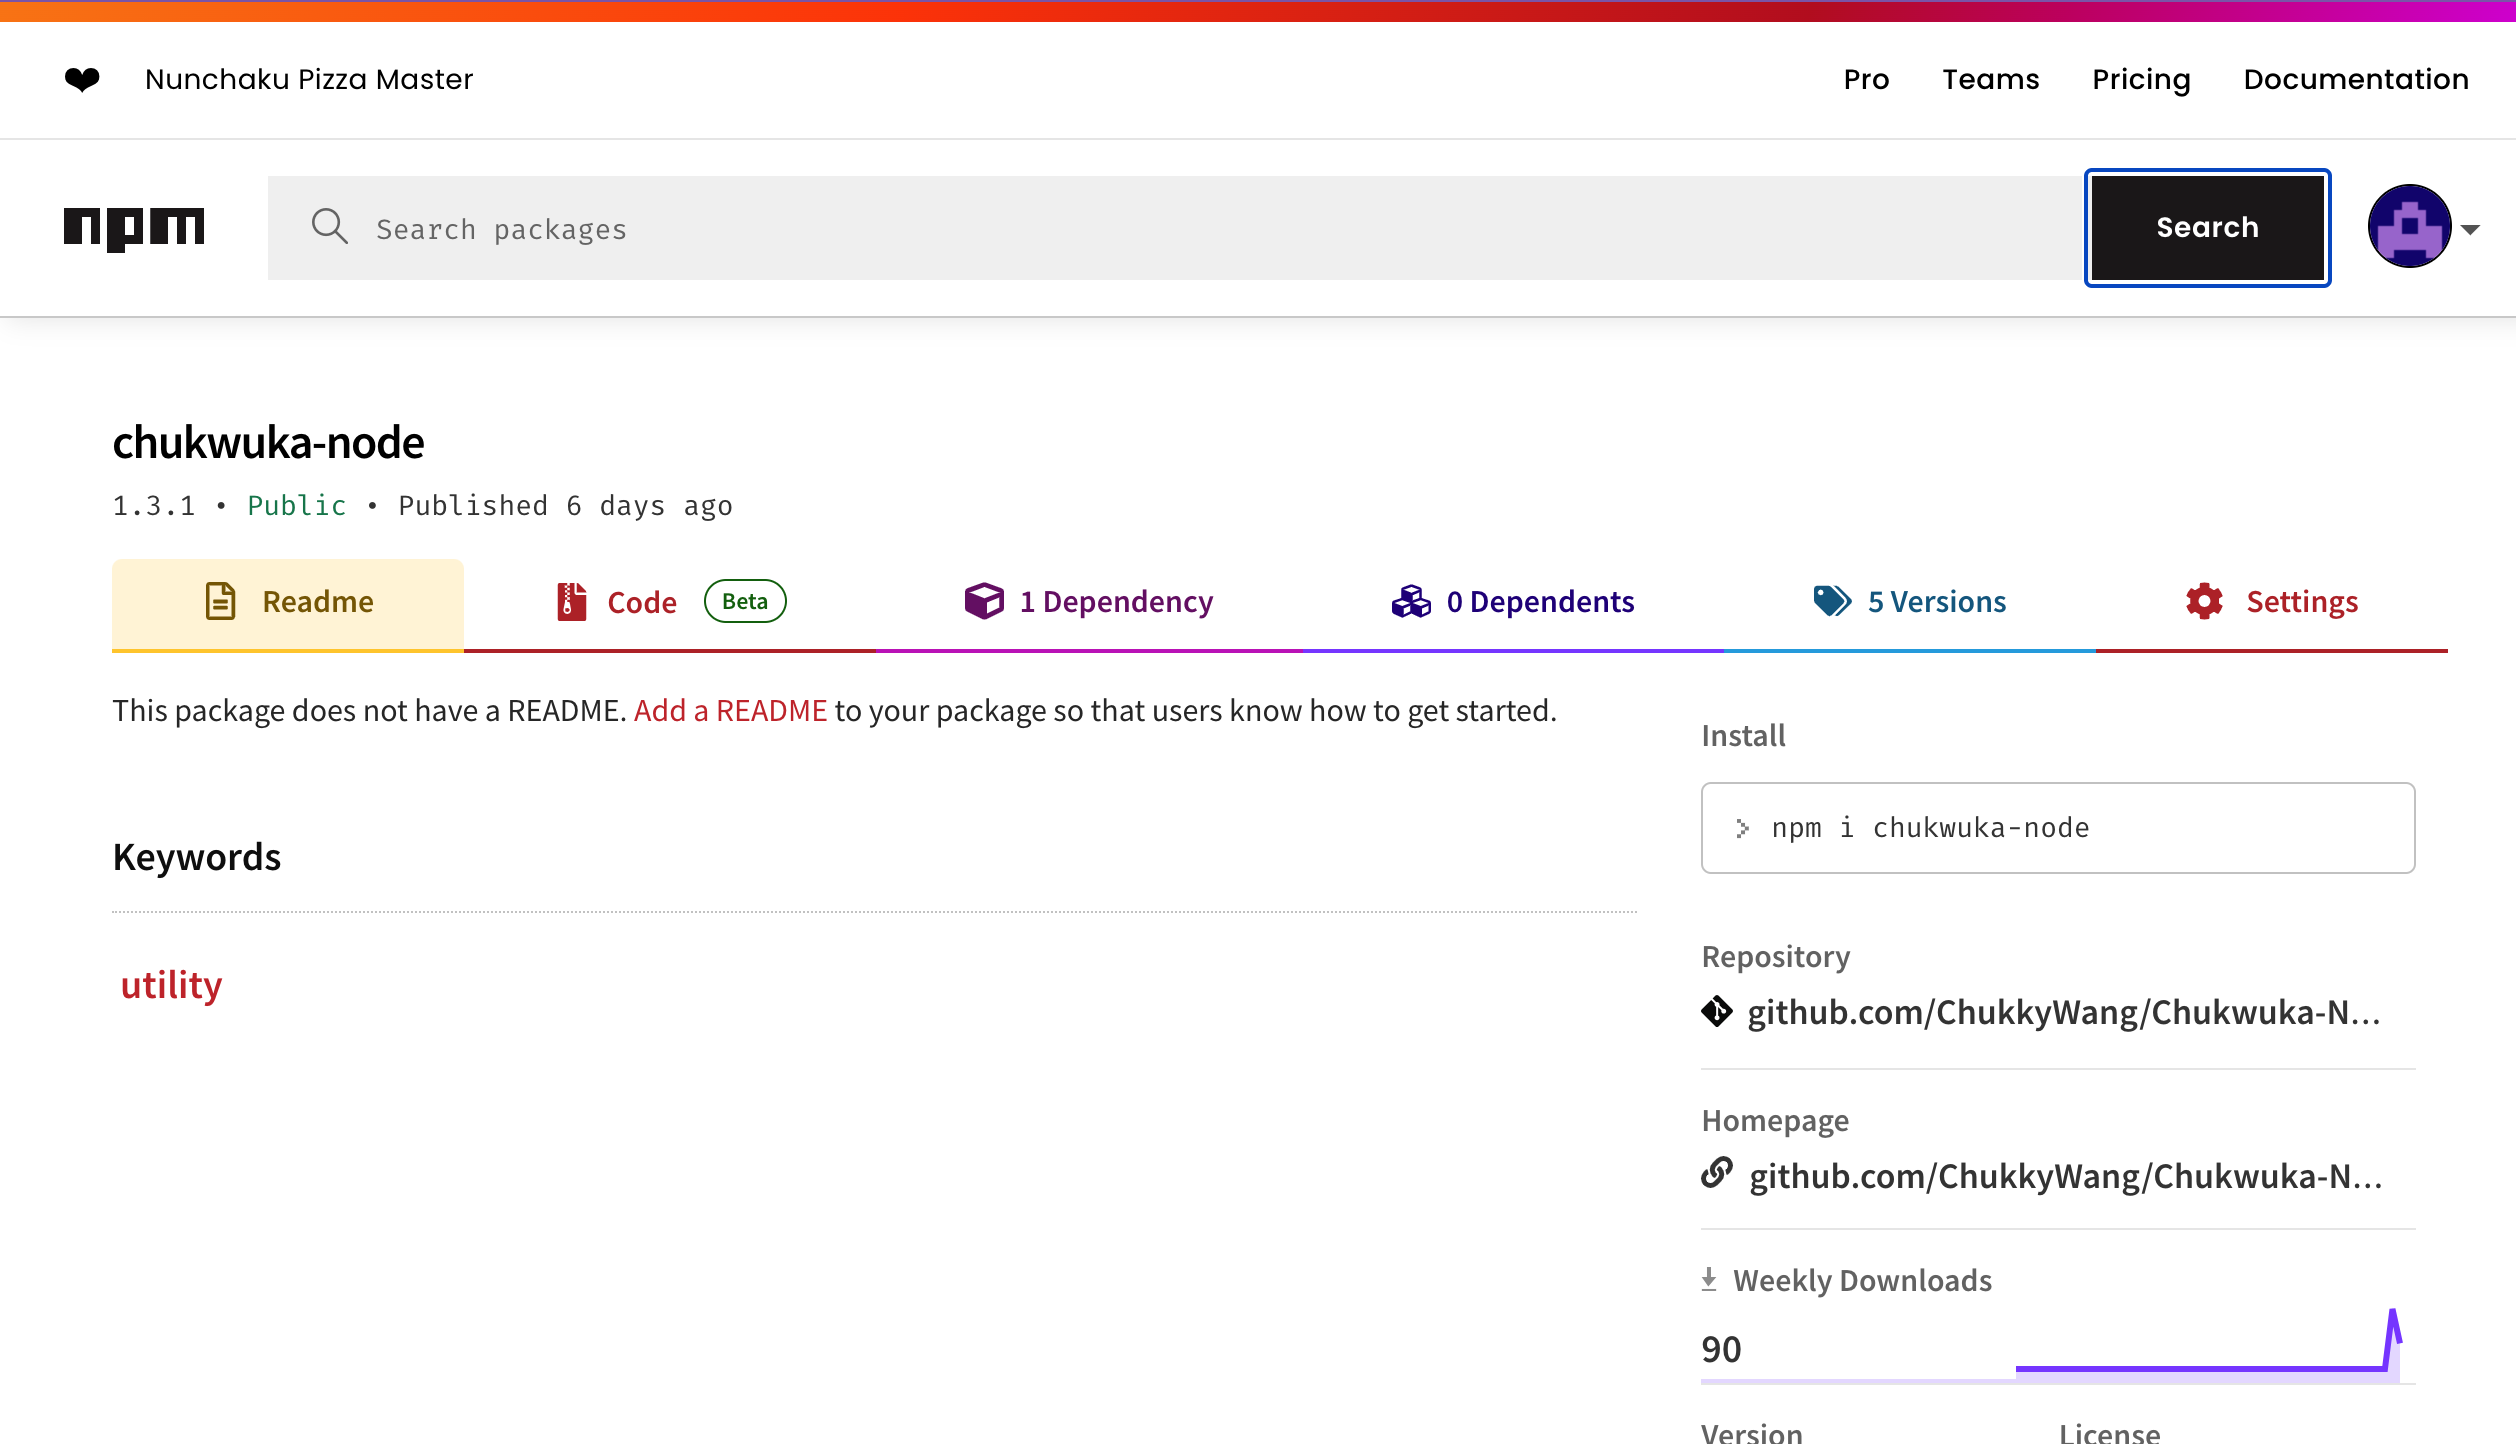 ❤ Nunchaku Pizza Master
Pro Teams Pricing Documentation
npm
Search packages
Search
chukwuka-node
1.3.1 • Public • Published 6 days ago
Readme
Code Beta
1 Dependency
0 Dependents
5 Versions
Settings
This package does not have a README. Add a README to your package so that users know how to get started.
Keywords
utility
Install
npm i chukwuka-node
Repository
github.com/ChukkyWang/Chukwuka-N...
Homepage
github.com/ChukkyWang/Chukwuka-N...
Weekly Downloads
90
Version
License